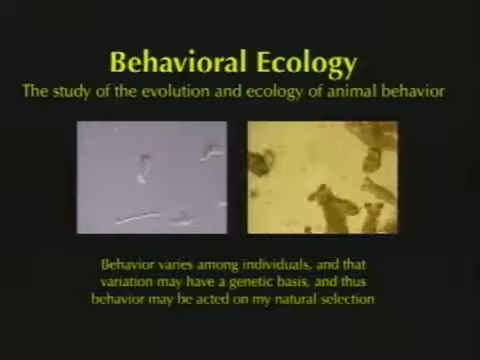 Behavioral Ecology
The study of the evolution and ecology of animal behavior
Behavior varies among individuals, and that
variation may have a genetic basis, and thus
behavior may be acted on my natural selection